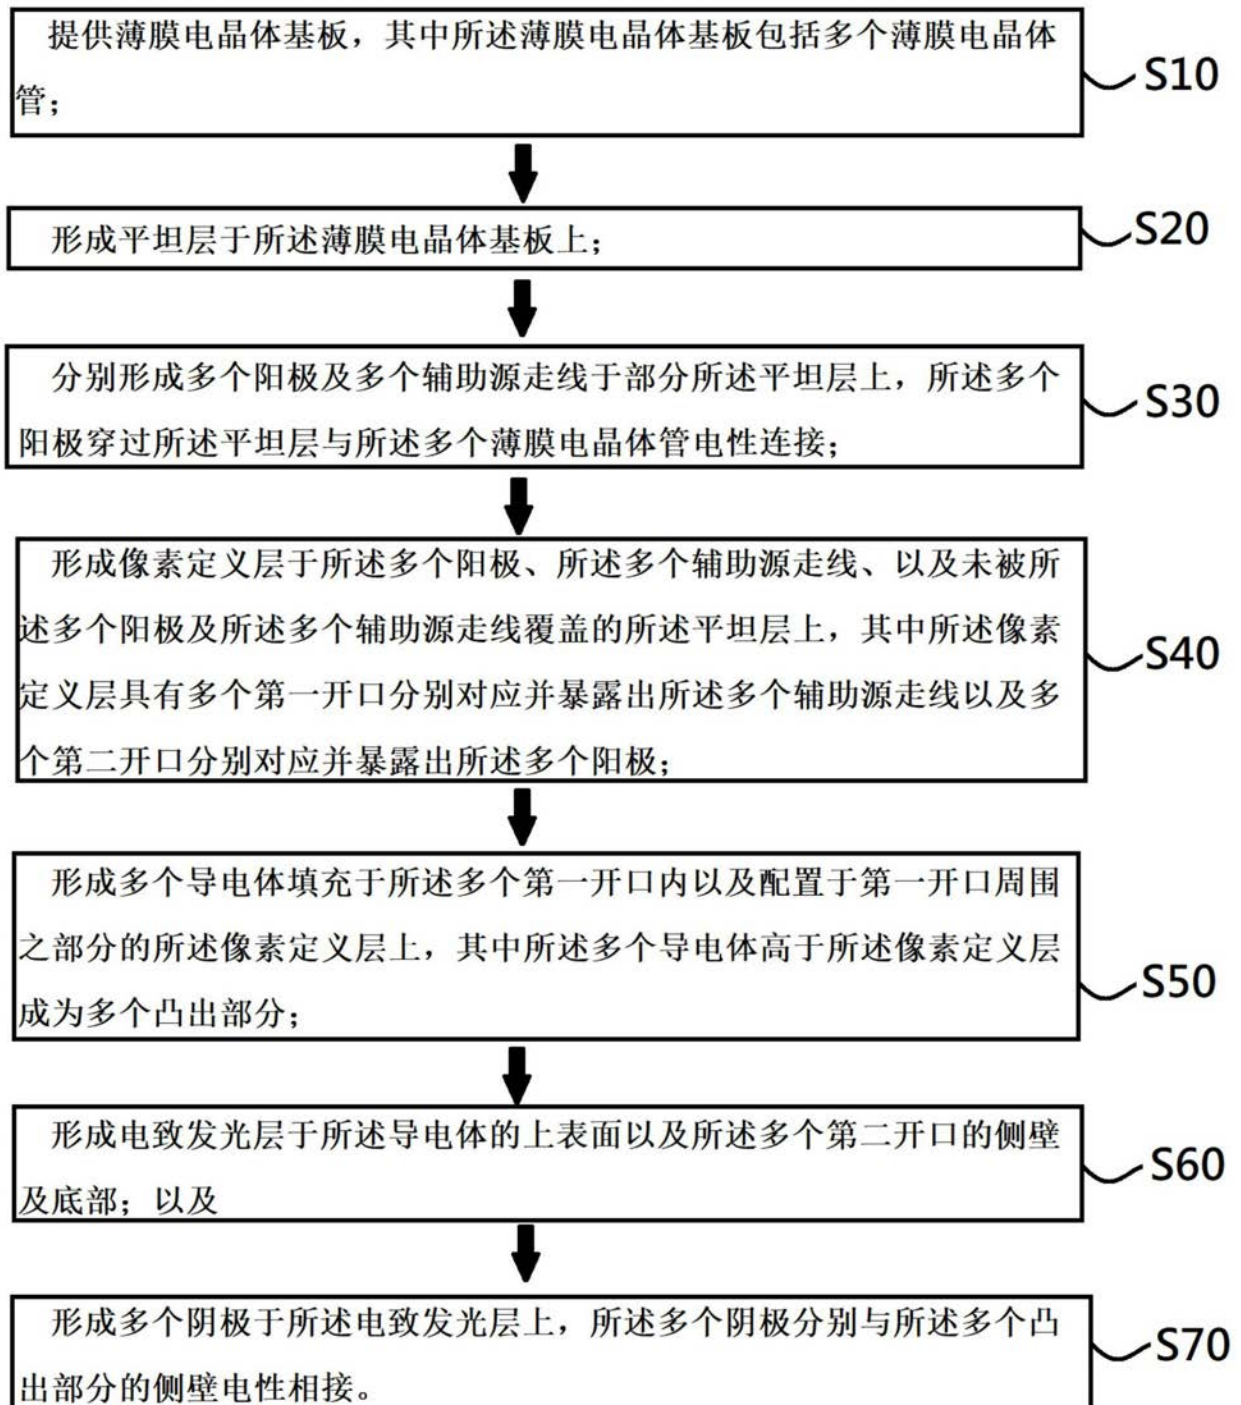 提供薄膜电晶体基板，其中所述薄膜电晶体基板包括多个薄膜电晶体
管；
S10
形成平坦层于所述薄膜电晶体基板上；
S20
分别形成多个阳极及多个辅助源走线于部分所述平坦层上，所述多个
阳极穿过所述平坦层与所述多个薄膜电晶体管电性连接；
S30
形成像素定义层于所述多个阳极、所述多个辅助源走线、以及未被所
述多个阳极及所述多个辅助源走线覆盖的所述平坦层上，其中所述像素
定义层具有多个第一开口分别对应并暴露出所述多个辅助源走线以及多
个第二开口分别对应并暴露出所述多个阳极；
S40
形成多个导电体填充于所述多个第一开口内以及配置于第一开口周围
之部分的所述像素定义层上，其中所述多个导电体高于所述像素定义层
成为多个凸出部分；
S50
形成电致发光层于所述导电体的上表面以及所述多个第二开口的侧壁
及底部；以及
S60
形成多个阴极于所述电致发光层上，所述多个阴极分别与所述多个凸
出部分的侧壁电性相接。
S70